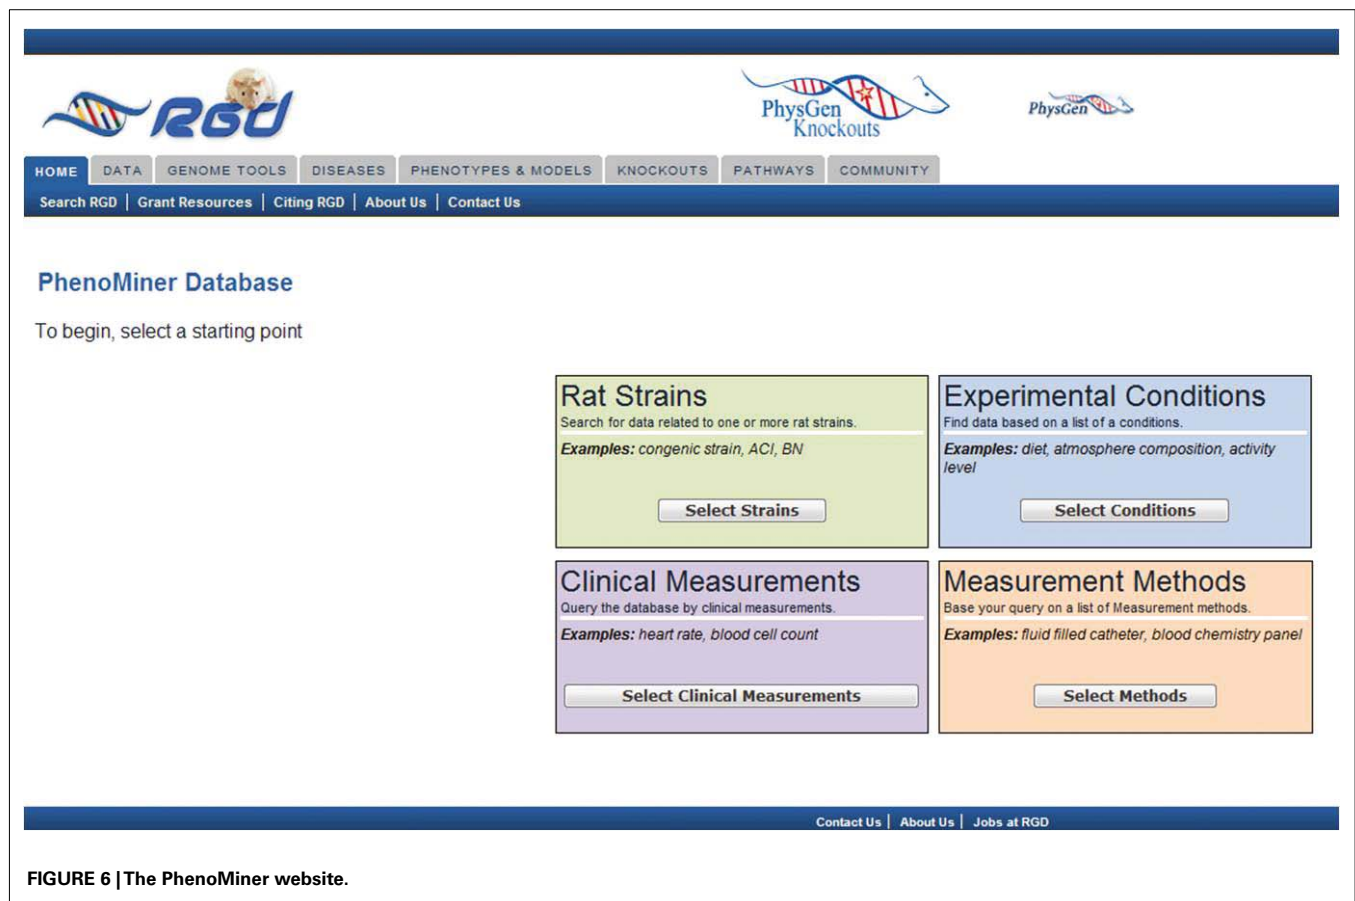 RGD
PhysGen
Knockouts
PhysGen
HOME DATA GENOME TOOLS DISEASES PHENOTYPES & MODELS KNOCKOUTS PATHWAYS COMMUNITY
Search RGD | Grant Resources | Citing RGD | About Us | Contact Us
PhenoMiner Database
To begin, select a starting point
Rat Strains
Search for data related to one or more rat strains.
Examples: congenic strain, ACI, BN
Select Strains
Experimental Conditions
Find data based on a list of a conditions.
Examples: diet, atmosphere composition, activity
level
Select Conditions
Clinical Measurements
Query the database by clinical measurements.
Examples: heart rate, blood cell count
Select Clinical Measurements
Measurement Methods
Base your query on a list of Measurement methods.
Examples: fluid filled catheter, blood chemistry panel
Select Methods
Contact Us | About Us | Jobs at RGD
FIGURE 6 | The PhenoMiner website.